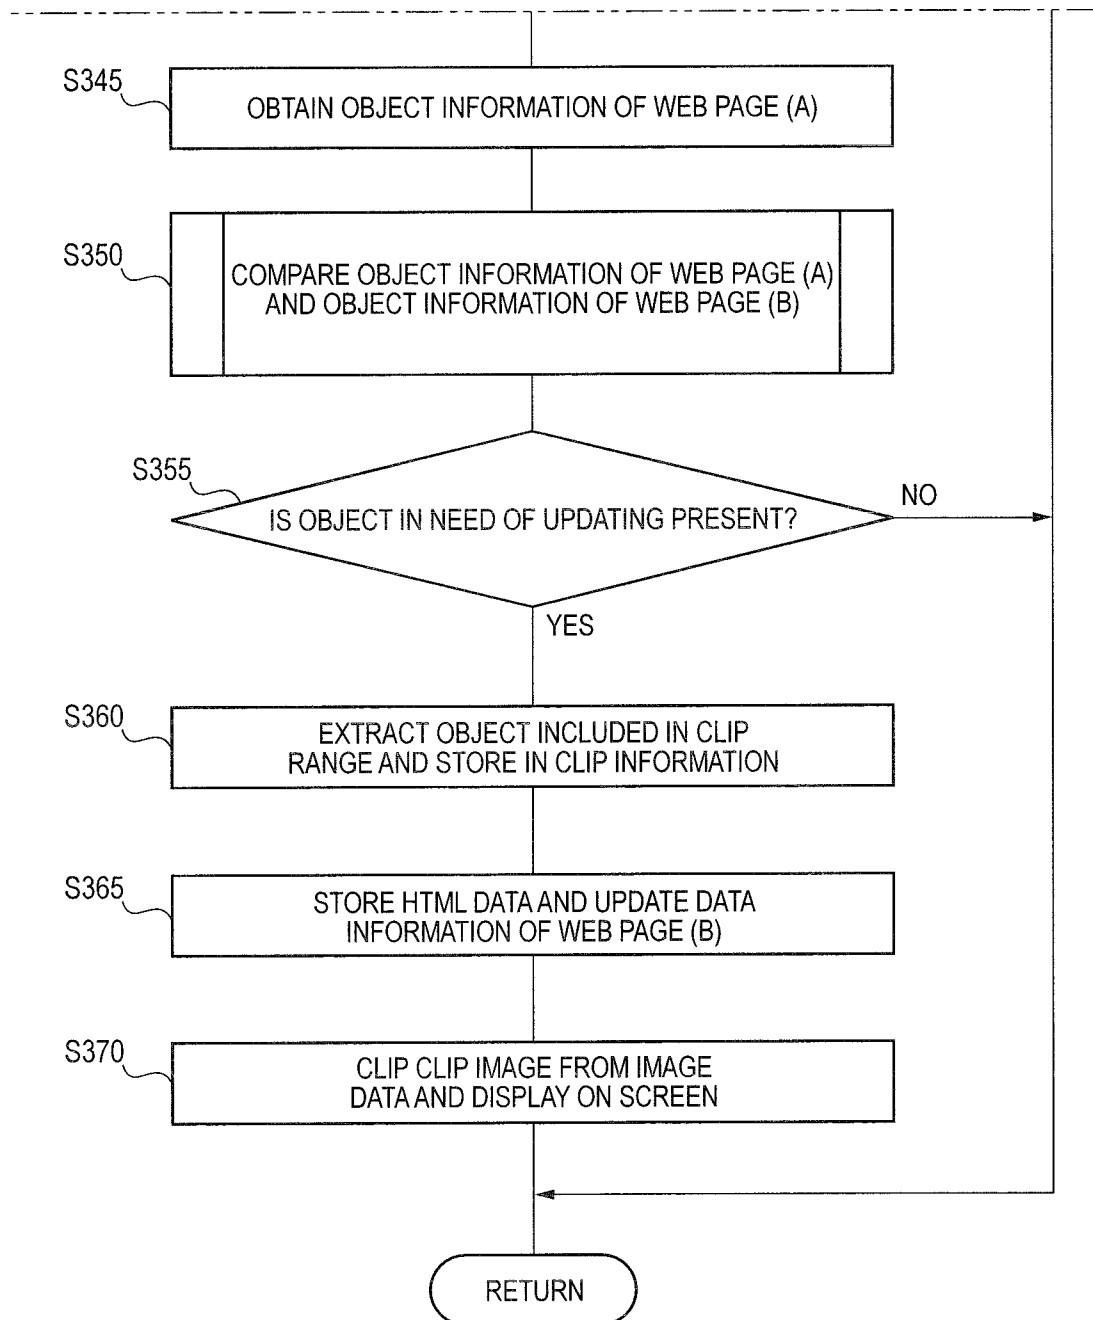 S345
OBTAIN OBJECT INFORMATION OF WEB PAGE (A)
S350
COMPARE OBJECT INFORMATION OF WEB PAGE (A)
AND OBJECT INFORMATION OF WEB PAGE (B)
S355
IS OBJECT IN NEED OF UPDATING PRESENT?
NO
YES
S360
EXTRACT OBJECT INCLUDED IN CLIP
RANGE AND STORE IN CLIP INFORMATION
S365
STORE HTML DATA AND UPDATE DATA
INFORMATION OF WEB PAGE (B)
S370
CLIP CLIP IMAGE FROM IMAGE
DATA AND DISPLAY ON SCREEN
RETURN